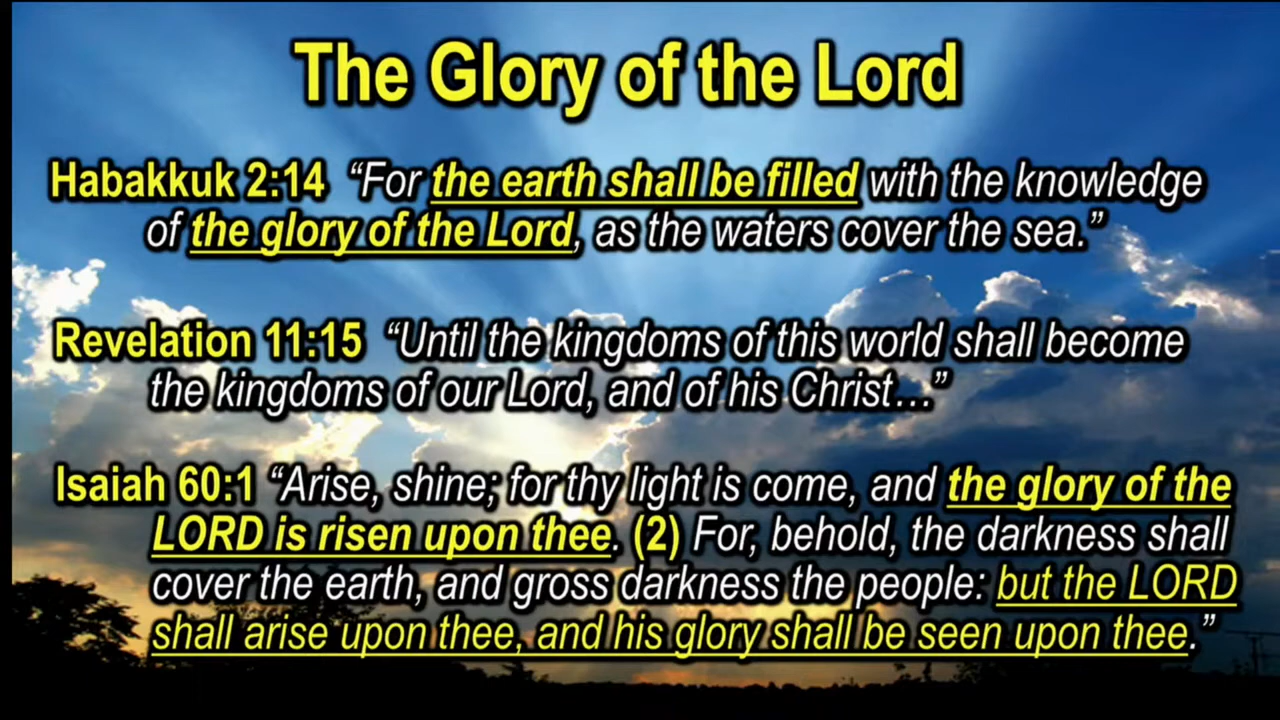 The Glory of the Lord
Habakkuk 2:14 “For the earth shall be filled with the knowledge
of the glory of the Lord, as the waters cover the sea.”
Revelation 11:15 “Until the kingdoms of this world shall become
the kingdoms of our Lord, and of his Christ…”
Isaiah 60:1 “Arise, shine; for thy light is come, and the glory of the
LORD is risen upon thee. (2) For, behold, the darkness shall
cover the earth, and gross darkness the people: but the LORD
shall arise upon thee, and his glory shall be seen upon thee.”